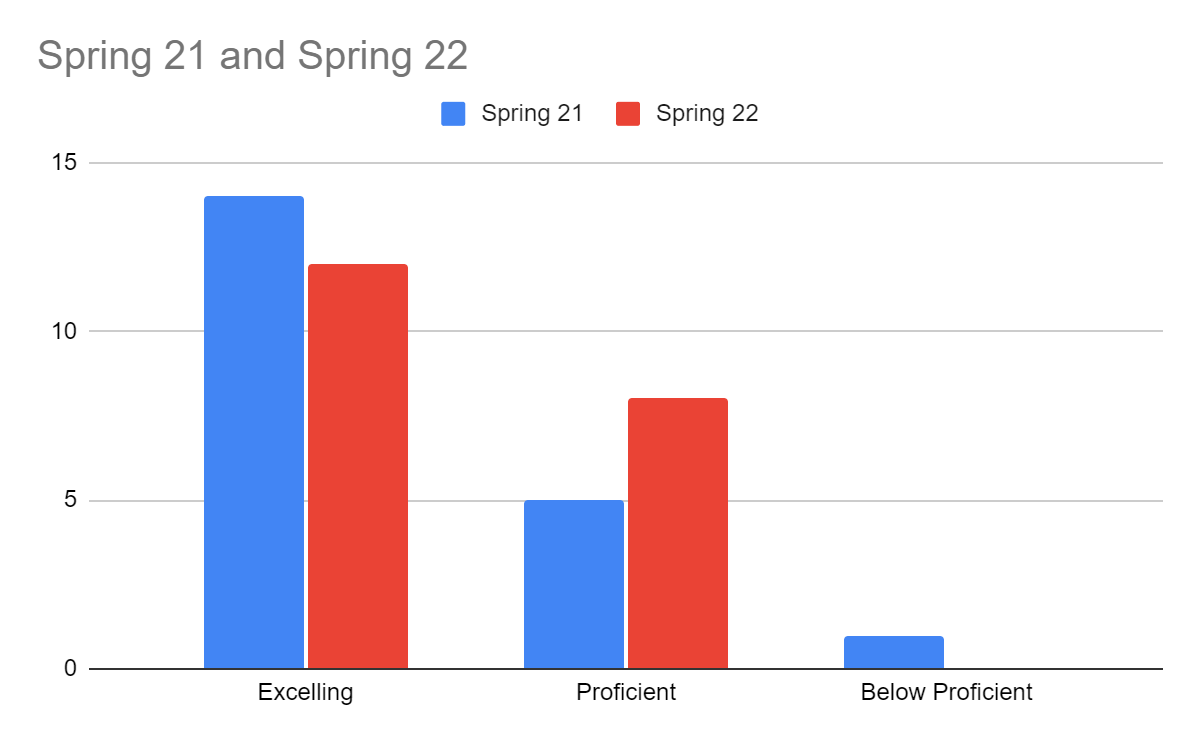 Spring 21 and Spring 22
Spring 21 Spring 22
15
10
5
0
Excelling Proficient Below Proficient